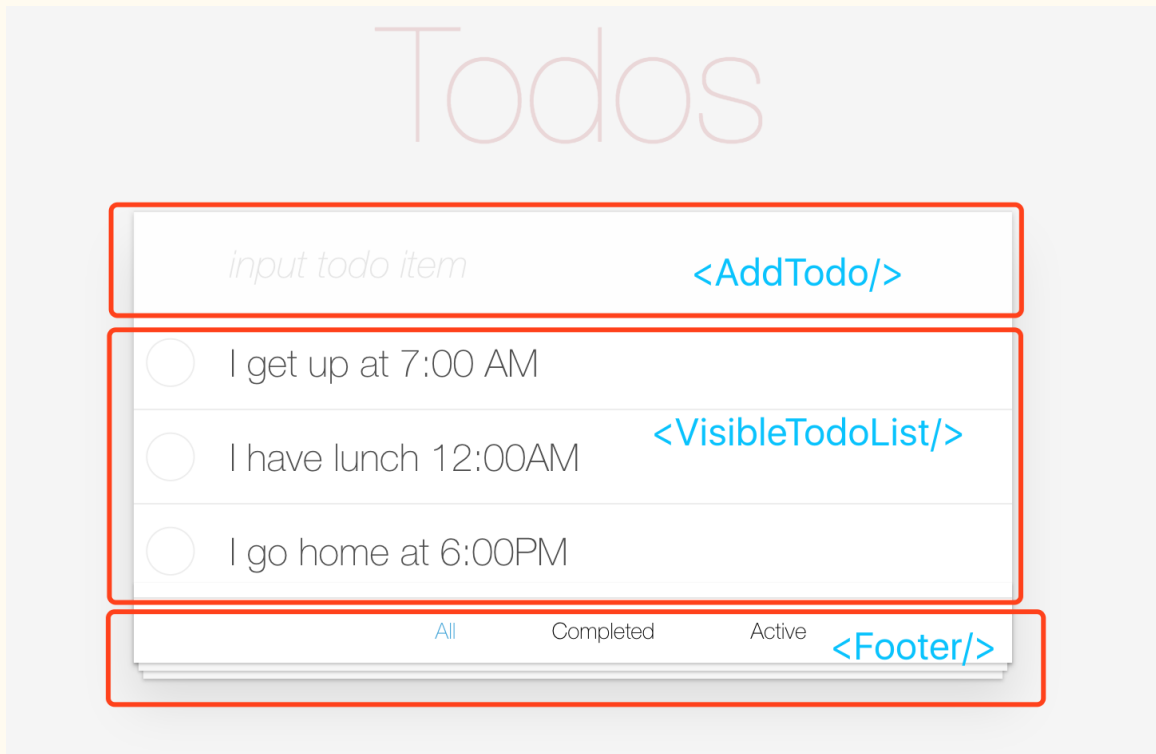 Todos
input todo item <AddTodo/>
I get up at 7:00 AM
<VisibleTodoList/>
I have lunch 12:00AM
I go home at 6:00PM
All Completed Active <Footer/>